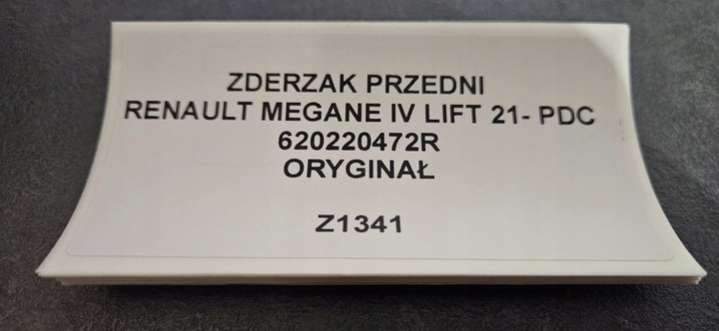 ZDERZAK PRZEDNI
RENAULT MEGANE IV LIFT 21- PDC
620220472R
ORYGINAŁ
Z1341